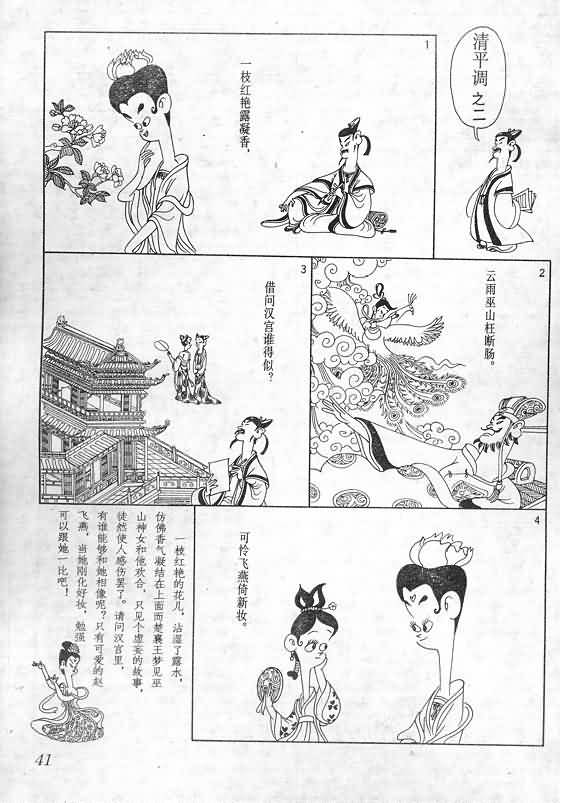 清平调 之二
1
一枝红艳露凝香，
2
云雨巫山枉断肠。
3
借问汉宫谁得似？
4
可怜飞燕倚新妆。
一枝红艳的花儿，沾湿了露水，
仿佛香气凝结在上面而楚襄王梦见巫
山神女和他欢合，只见个虚妄的故事，
徒然使人感伤罢了。请问汉宫里，
有谁能够和她相像呢？只有可爱的赵
飞燕，当她刚化好妆，勉强
可以跟她一比吧！
41